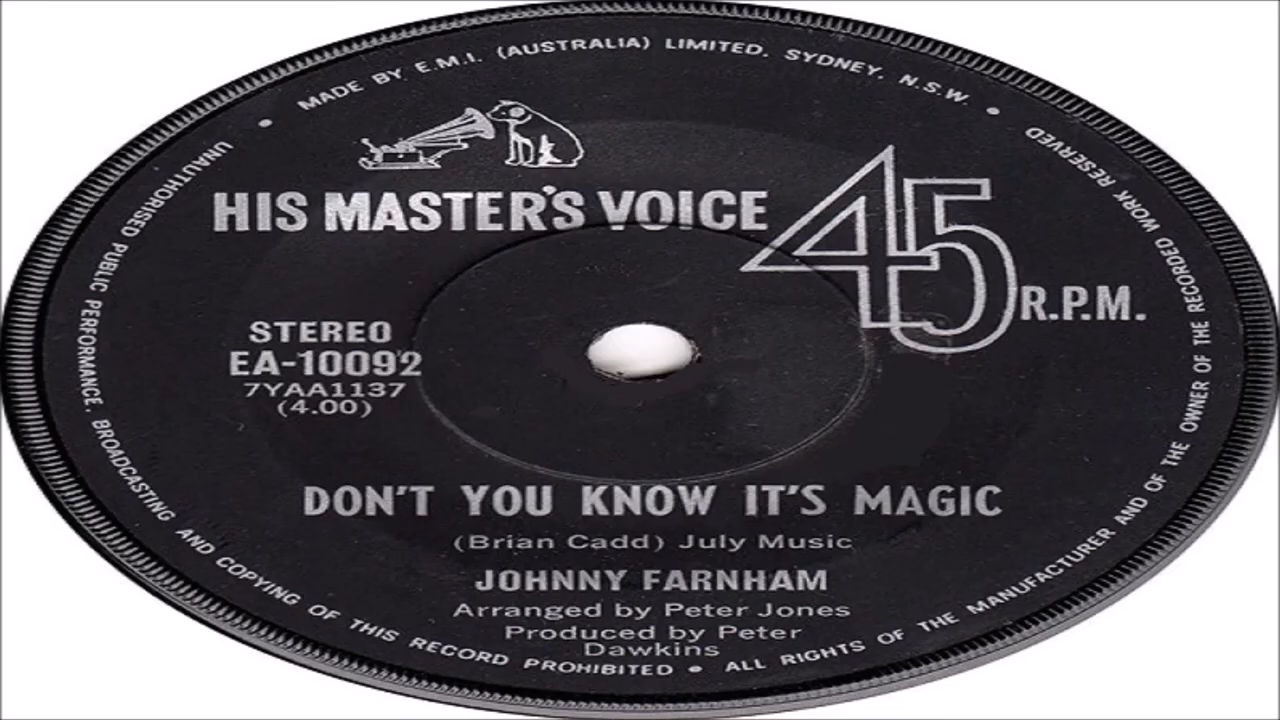 MADE BY E.M.I. (AUSTRALIA) LIMITED. SYDNEY. N.S.W.
HIS MASTER'S VOICE
45 R.P.M.
STEREO
EA-10092
7YAA1137
(4.00)
DON'T YOU KNOW IT'S MAGIC
(Brian Cadd) July Music
JOHNNY FARNHAM
Arranged by Peter Jones
Produced by Peter
Dawkins
UNAUTHORISED PUBLIC PERFORMANCE, BROADCASTING AND COPYING OF THIS RECORD PROHIBITED • ALL RIGHTS OF THE MANUFACTURER AND OF THE OWNER OF THE RECORDED WORK RESERVED